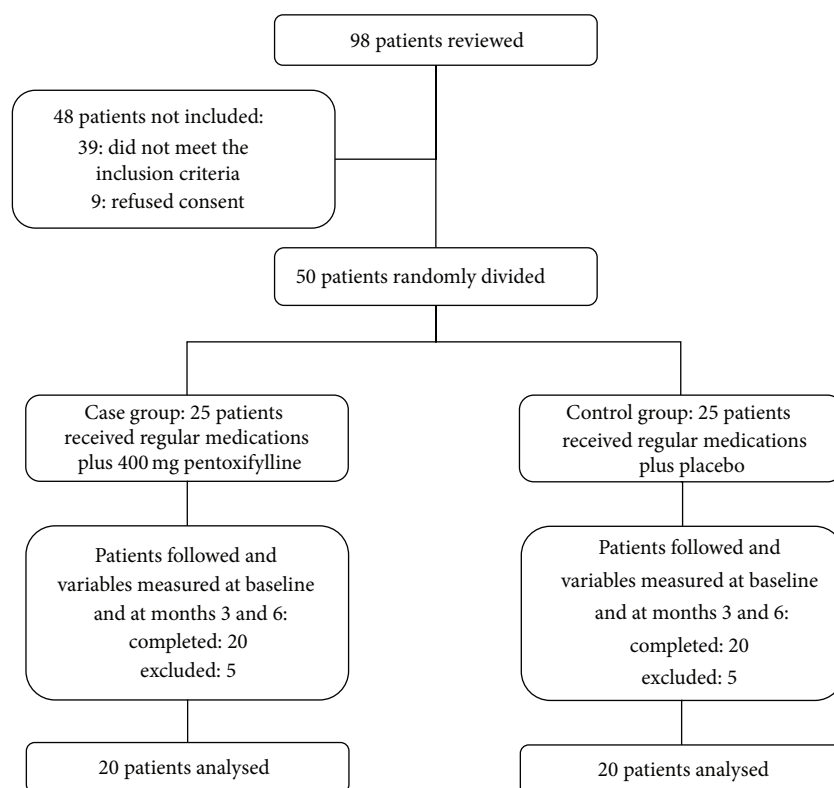 98 patients reviewed
48 patients not included:
39: did not meet the
inclusion criteria
9: refused consent
50 patients randomly divided
Case group: 25 patients
received regular medications
plus 400 mg pentoxifylline
Control group: 25 patients
received regular medications
plus placebo
Patients followed and
variables measured at baseline
and at months 3 and 6:
completed: 20
excluded: 5
Patients followed and
variables measured at baseline
and at months 3 and 6:
completed: 20
excluded: 5
20 patients analysed
20 patients analysed